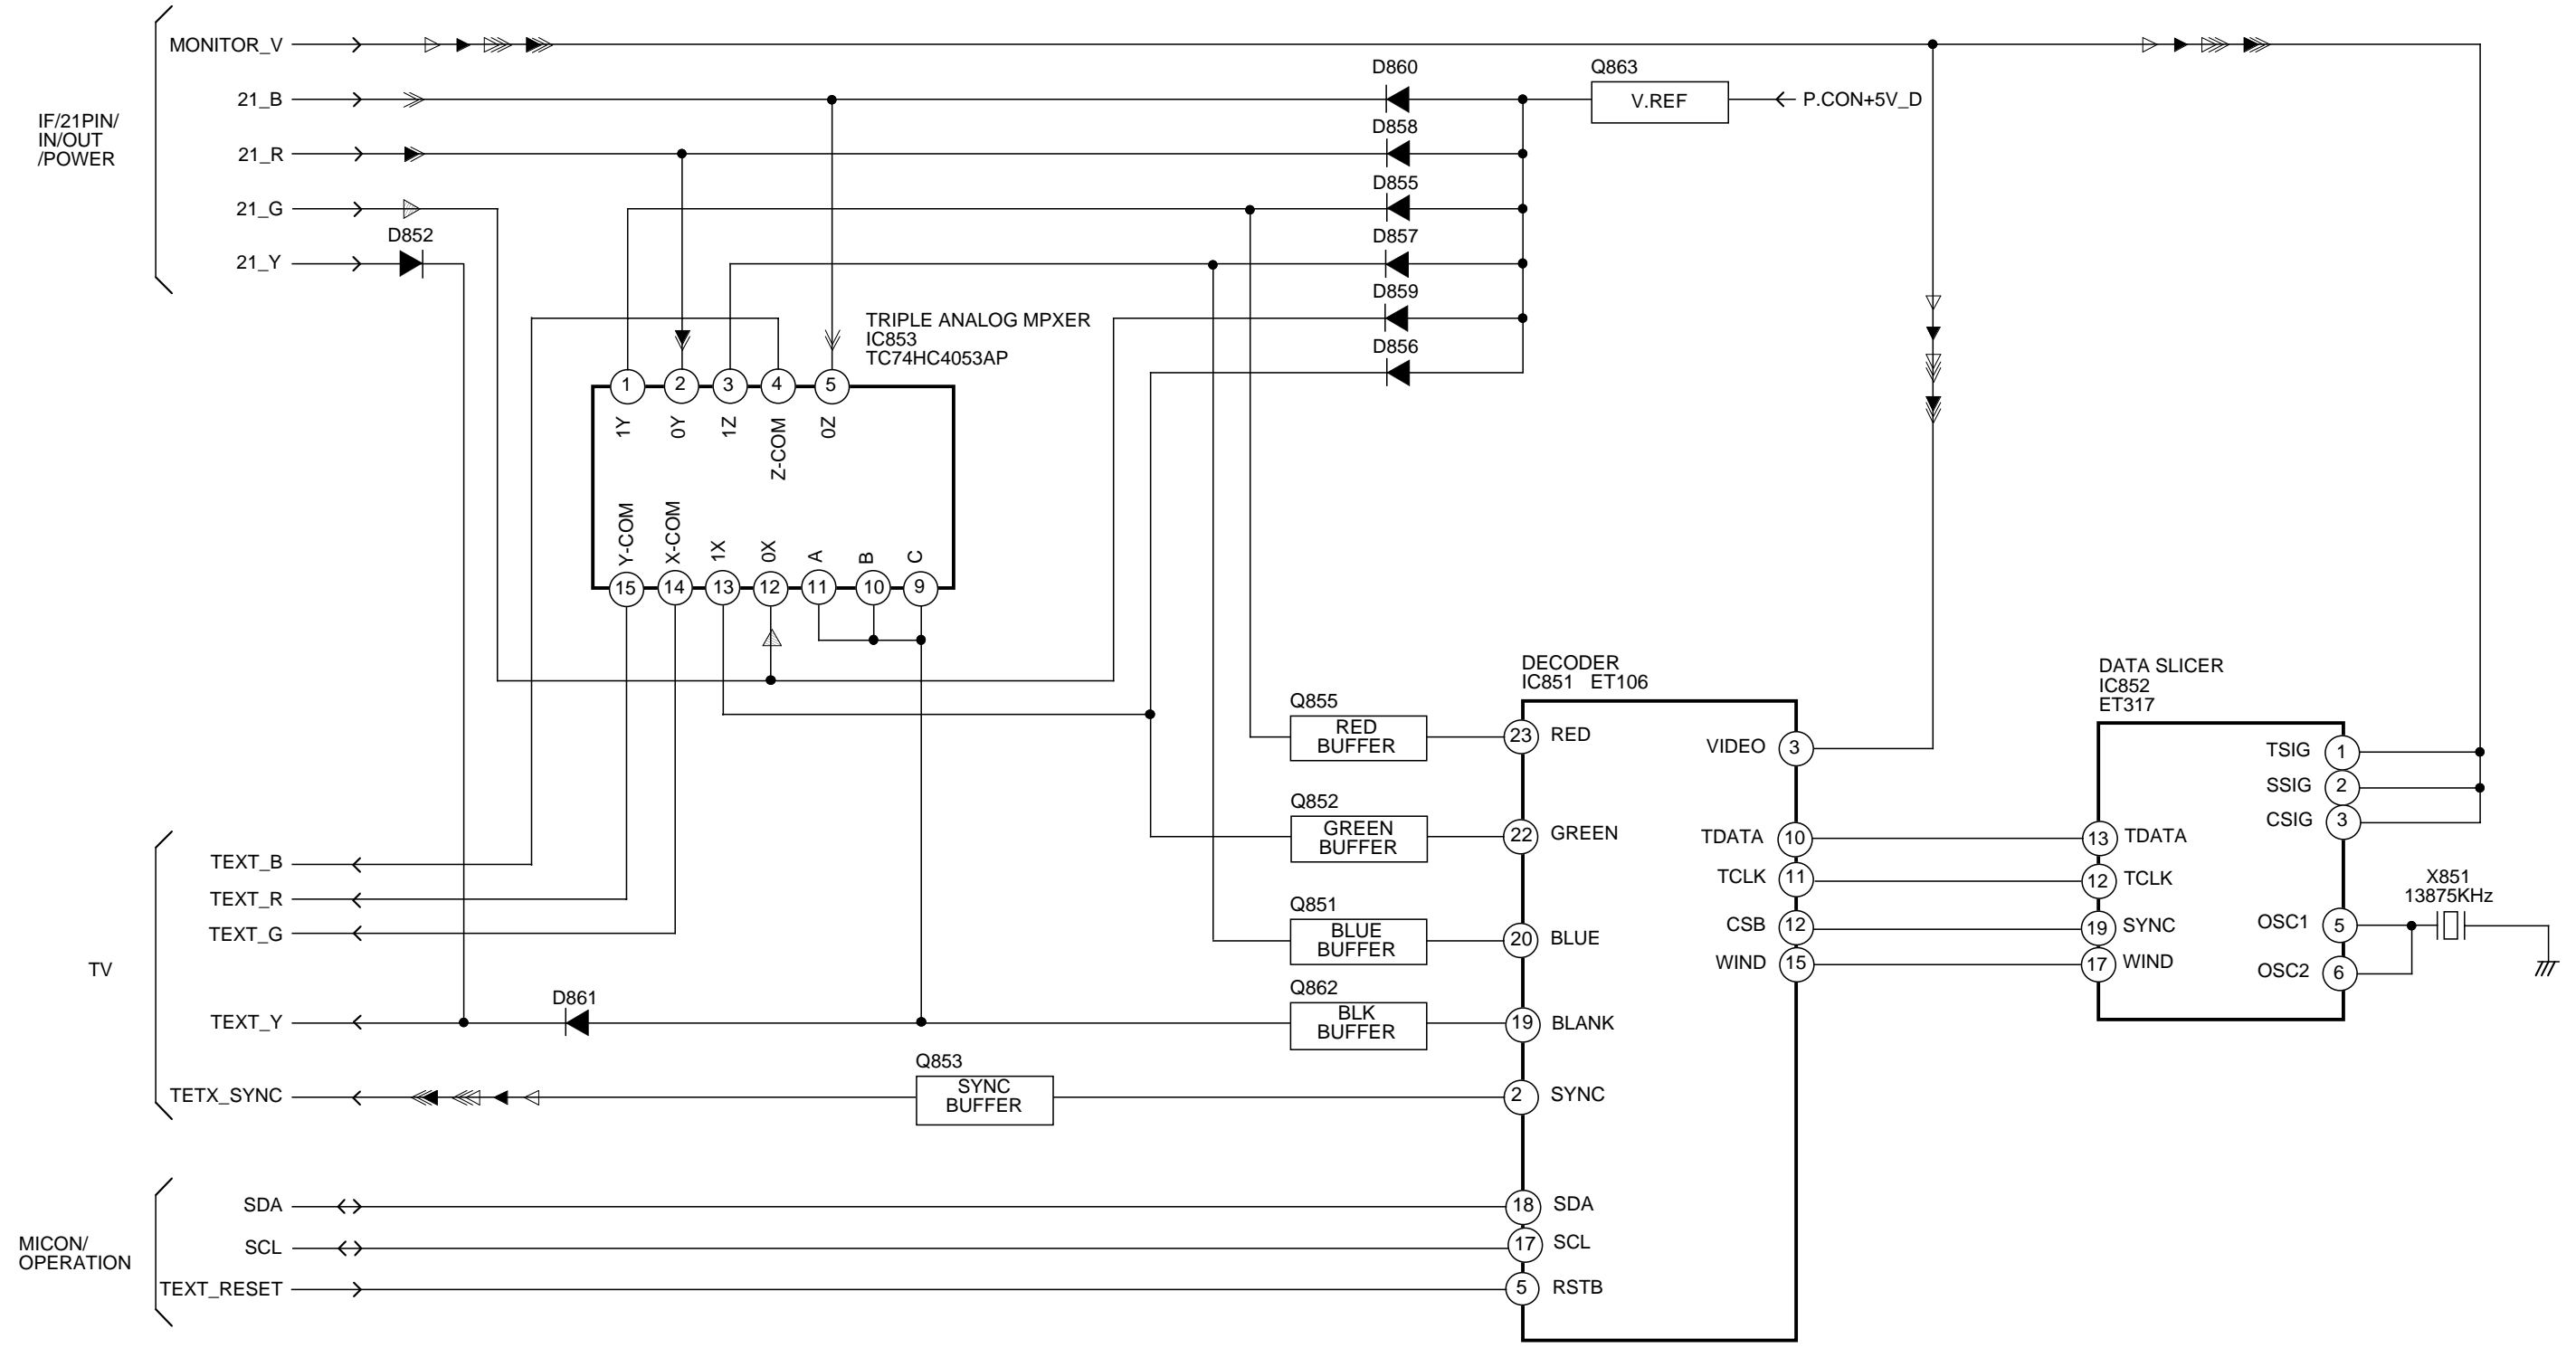 MONITOR_V
21_B
21_R
21_G
21_Y
IF/21PIN/
IN/OUT
/POWER
D852
D860
D858
D855
D857
D859
D856
Q863
V.REF
P.CON+5V_D
TRIPLE ANALOG MPXER
IC853
TC74HC4053AP
1
2
3
4
5
1Y
0Y
1Z
Z-COM
0Z
Y-COM
X-COM
1X
0X
A
B
C
15
14
13
12
11
10
9
DECODER
IC851 ET106
Q855
RED
BUFFER
23 RED
Q852
GREEN
BUFFER
22 GREEN
Q851
BLUE
BUFFER
20 BLUE
Q862
BLK
BUFFER
19 BLANK
Q853
SYNC
BUFFER
2 SYNC
18 SDA
17 SCL
5 RSTB
VIDEO 3
TDATA 10
TCLK 11
CSB 12
WIND 15
DATA SLICER
IC852
ET317
TSIG 1
SSIG 2
CSIG 3
13 TDATA
12 TCLK
19 SYNC
17 WIND
OSC1 5
OSC2 6
X851
13875KHz
TV
TEXT_B
TEXT_R
TEXT_G
TEXT_Y
D861
TETX_SYNC
MICON/
OPERATION
SDA
SCL
TEXT_RESET